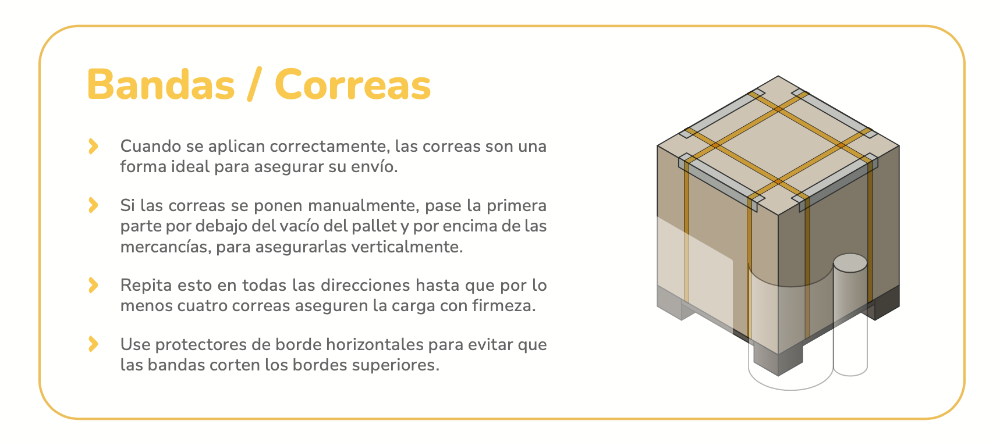 Bandas / Correas
Cuando se aplican correctamente, las correas son una
forma ideal para asegurar su envío.
Si las correas se ponen manualmente, pase la primera
parte por debajo del vacío del pallet y por encima de las
mercancías, para asegurarlas verticalmente.
Repita esto en todas las direcciones hasta que por lo
menos cuatro correas aseguren la carga con firmeza.
Use protectores de borde horizontales para evitar que
las bandas corten los bordes superiores.